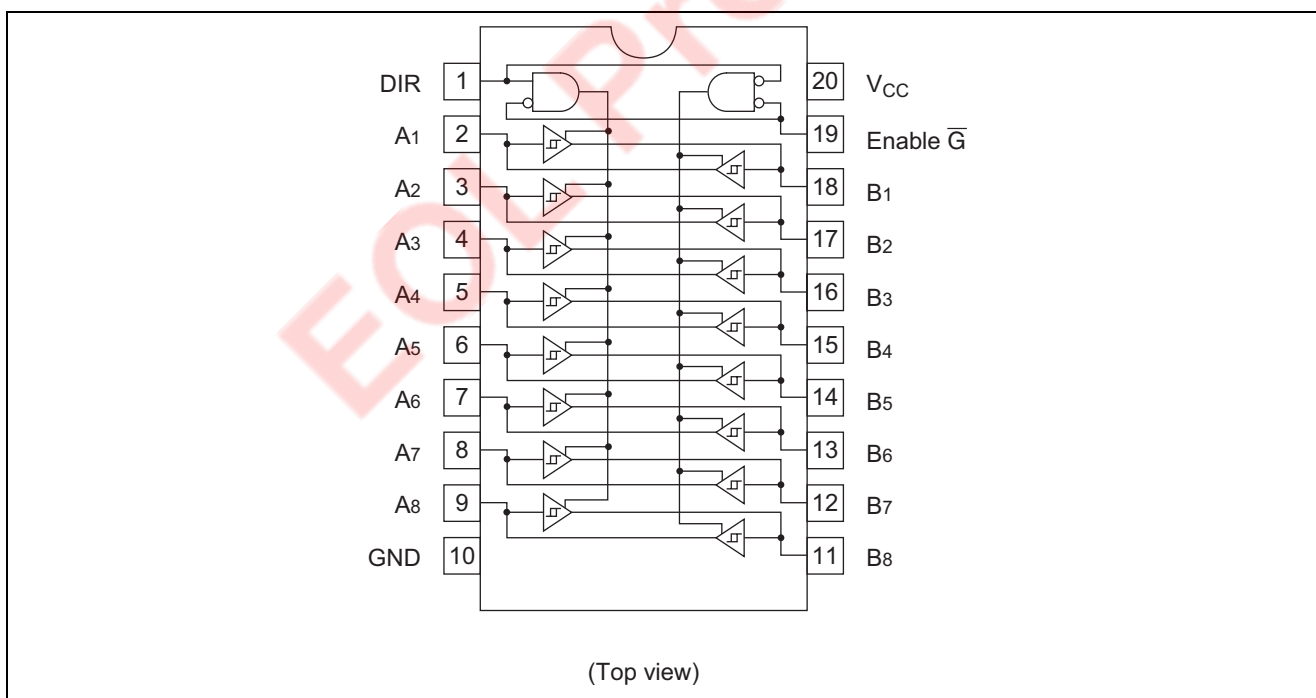 EOL Pro
DIR 1 20 VCC
A1 2 19 Enable G̅
A2 3 18 B1
A3 4 17 B2
A4 5 16 B3
A5 6 15 B4
A6 7 14 B5
A7 8 13 B6
A8 9 12 B7
GND 10 11 B8
(Top view)